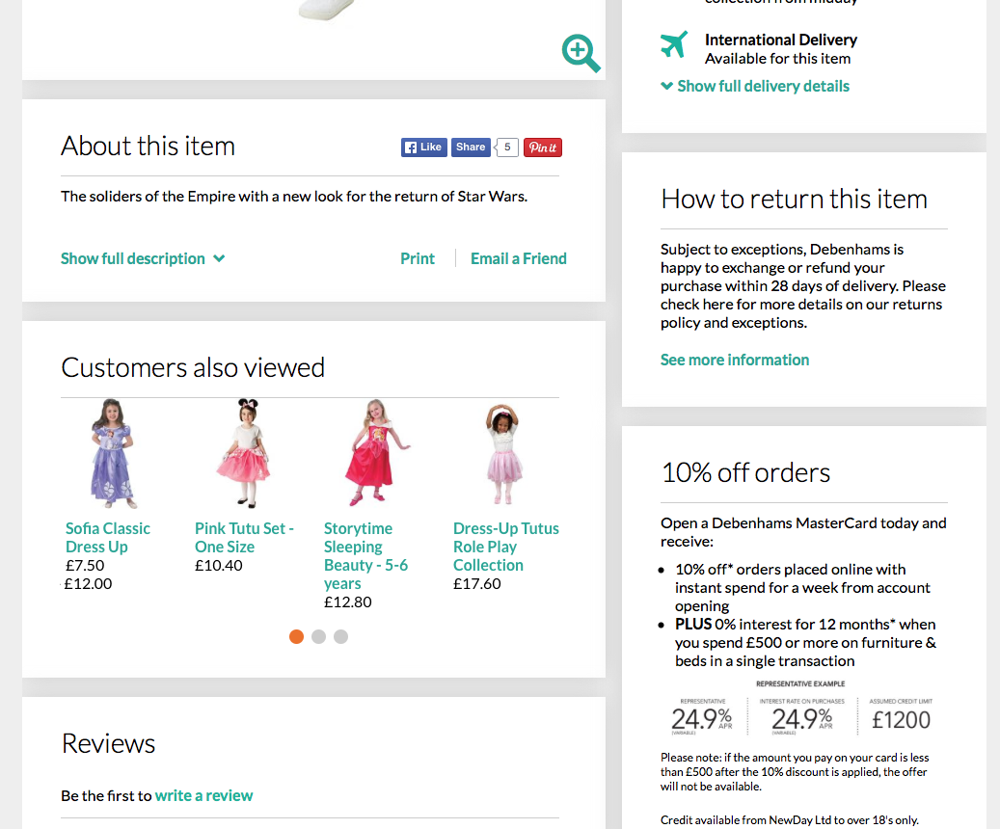 About this item
Like Share 5 Pin it
The soliders of the Empire with a new look for the return of Star Wars.
Show full description
Print
Email a Friend
Customers also viewed
Sofia Classic
Dress Up
£7.50
£12.00
Pink Tutu Set -
One Size
£10.40
Storytime
Sleeping
Beauty - 5-6
years
£12.80
Dress-Up Tutus
Role Play
Collection
£17.60
Reviews
Be the first to write a review
collection from midday
International Delivery
Available for this item
Show full delivery details
How to return this item
Subject to exceptions, Debenhams is
happy to exchange or refund your
purchase within 28 days of delivery. Please
check here for more details on our returns
policy and exceptions.
See more information
10% off orders
Open a Debenhams MasterCard today and
receive:
10% off* orders placed online with
instant spend for a week from account
opening
PLUS 0% interest for 12 months* when
you spend £500 or more on furniture &
beds in a single transaction
REPRESENTATIVE EXAMPLE
REPRESENTATIVE
24.9% APR
(VARIABLE)
INTEREST RATE ON PURCHASES
24.9% APR
(VARIABLE)
ASSUMED CREDIT LIMIT
£1200
Please note: if the amount you pay on your card is less
than £500 after the 10% discount is applied, the offer
will not be available.
Credit available from NewDay Ltd to over 18's only.